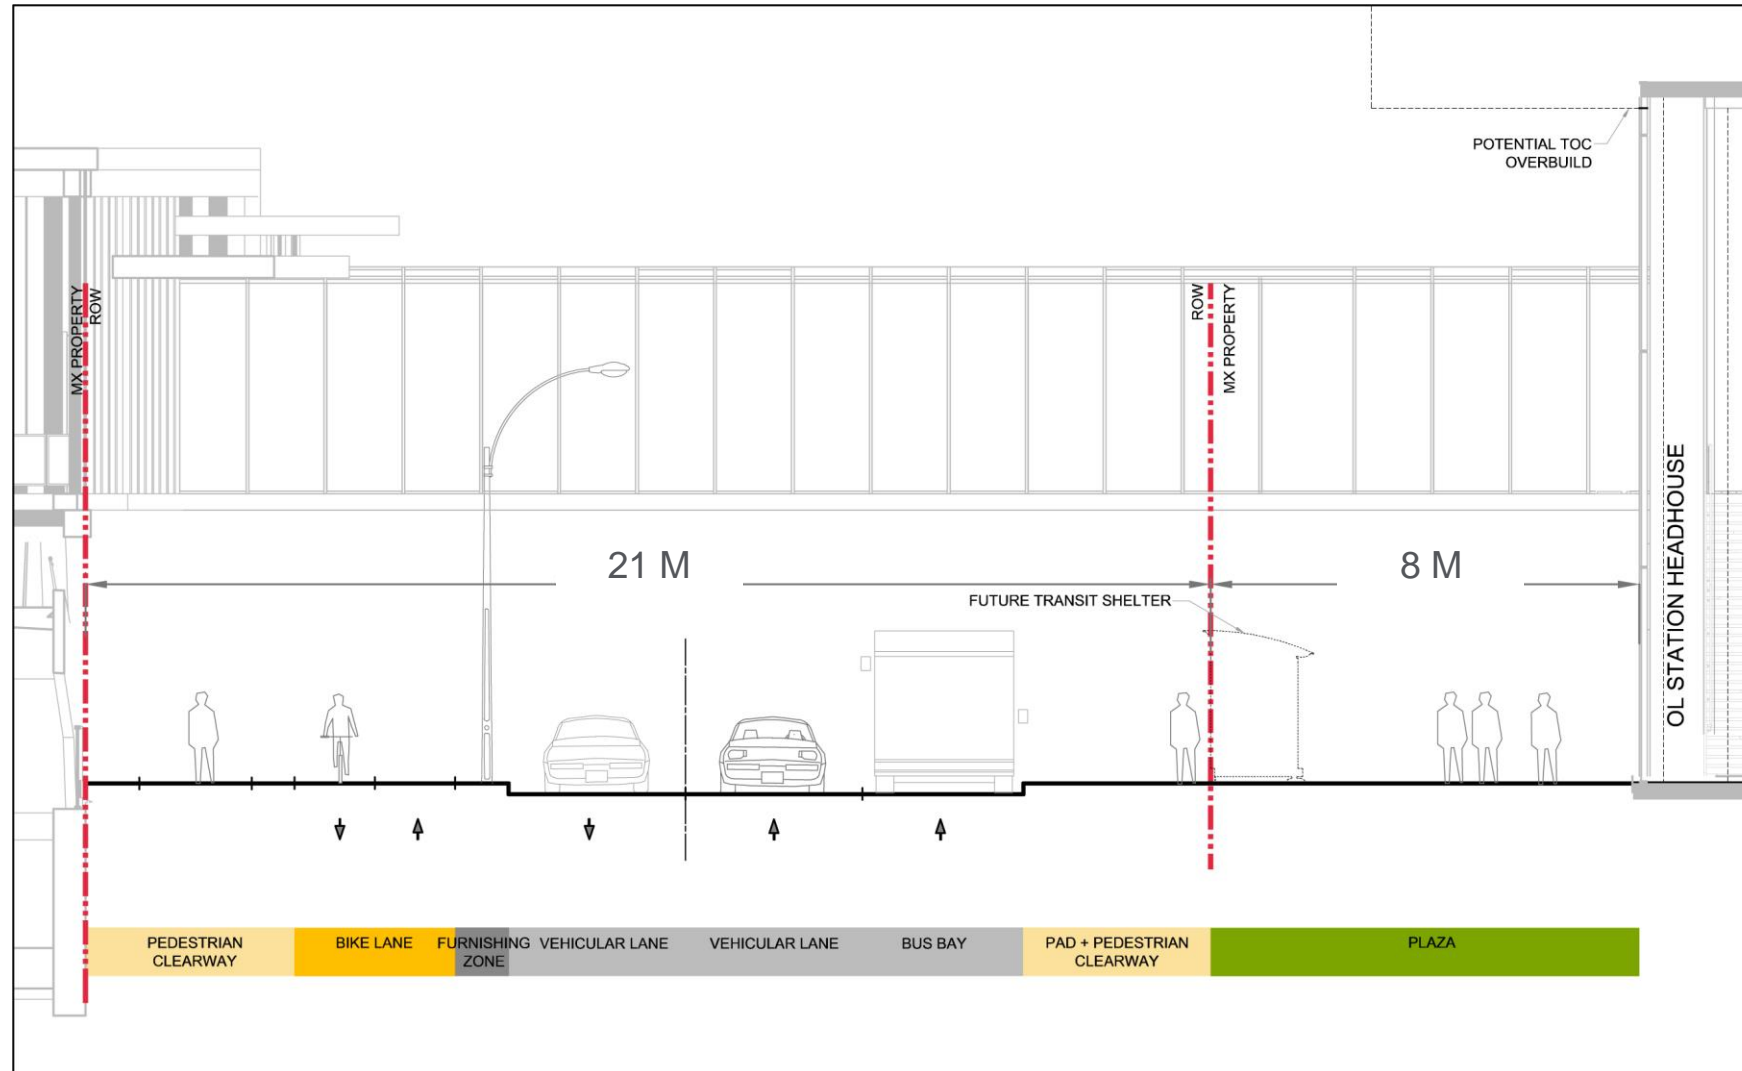 POTENTIAL TOC
OVERBUILD
MX PROPERTY
ROW
ROW
MX PROPERTY
21 M
8 M
FUTURE TRANSIT SHELTER
OL STATION HEADHOUSE
PEDESTRIAN
CLEARWAY
BIKE LANE
FURNISHING
ZONE
VEHICULAR LANE
VEHICULAR LANE
BUS BAY
PAD + PEDESTRIAN
CLEARWAY
PLAZA